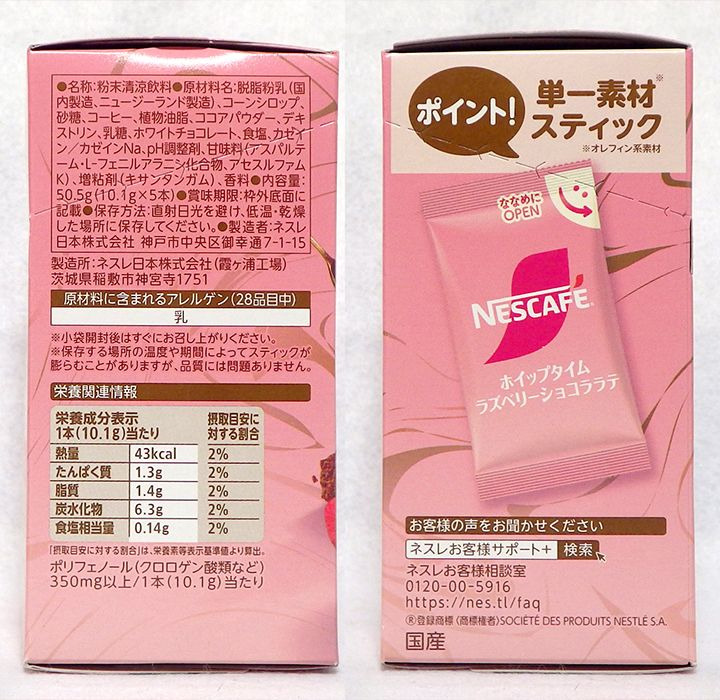 ●名称:粉末清涼飲料●原材料名:脱脂粉乳(国
内製造、ニュージーランド製造)、コーンシロップ、
砂糖、コーヒー、植物油脂、ココアパウダー、デキ
ストリン、乳糖、ホワイトチョコレート、食塩、カゼイ
ン/カゼインNa、pH調整剤、甘味料(アスパルテ
ーム・L-フェニルアラニン化合物、アセスルファム
K)、増粘剤(キサンタンガム)、香料●内容量:
50.5g(10.1g×5本)●賞味期限:枠外底面に
記載●保存方法:直射日光を避け、低温・乾燥
した場所に保存してください。●製造者:ネスレ
日本株式会社 神戸市中央区御幸通7-1-15
製造所:ネスレ日本株式会社(霞ヶ浦工場)
茨城県稲敷市神宮寺1751
原材料に含まれるアレルゲン(28品目中)
乳
※小袋開封後はすぐにお召し上がりください。
※保存する場所の温度や期間によってスティックが
膨らむことがありますが、品質には問題ありません。
栄養関連情報
栄養成分表示
1本(10.1g)当たり
摂取目安に
対する割合
熱量 43kcal 2%
たんぱく質 1.3g 2%
脂質 1.4g 2%
炭水化物 6.3g 2%
食塩相当量 0.14g 2%
「摂取目安に対する割合」は、栄養素等表示基準値より算出。
ポリフェノール(クロロゲン酸類など)
350mg以上/1本(10.1g)当たり
ポイント!
単一素材※
スティック
※オレフィン系素材
ななめに
OPEN
NESCAFÉ®
ホイップタイム
ラズベリーショコララテ
お客様の声をお聞かせください
ネスレお客様サポート+ 検索
ネスレお客様相談室
0120-00-5916
https://nes.tl/faq
®登録商標〈商標権者〉SOCIÉTÉ DES PRODUITS NESTLÉ S.A.
国産